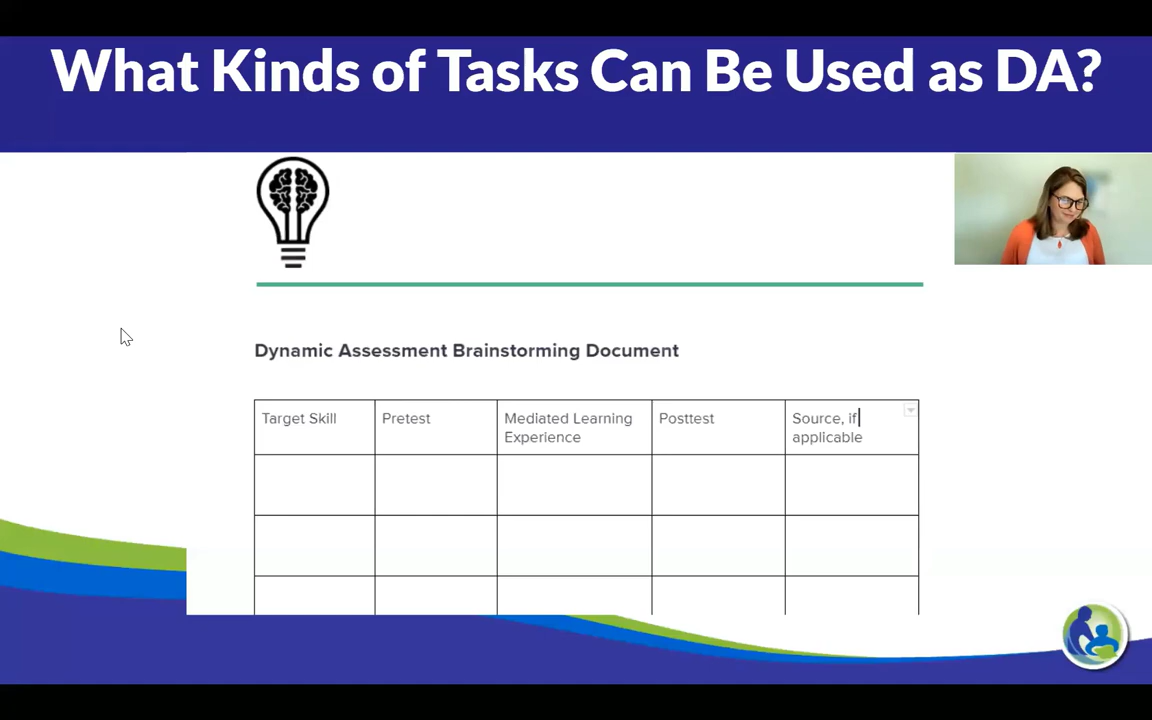 What Kinds of Tasks Can Be Used as DA?
Dynamic Assessment Brainstorming Document
Target Skill
Pretest
Mediated Learning
Experience
Posttest
Source, if
applicable